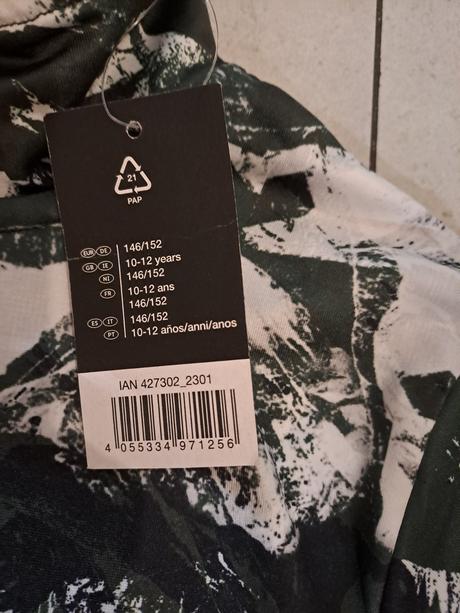 21
PAP
EUR DE 146/152
GB IE 10-12 years
NI 146/152
FR 10-12 ans
146/152
ES IT 146/152
PT 10-12 años/anni/anos
IAN 427302_2301
4 055334 971256